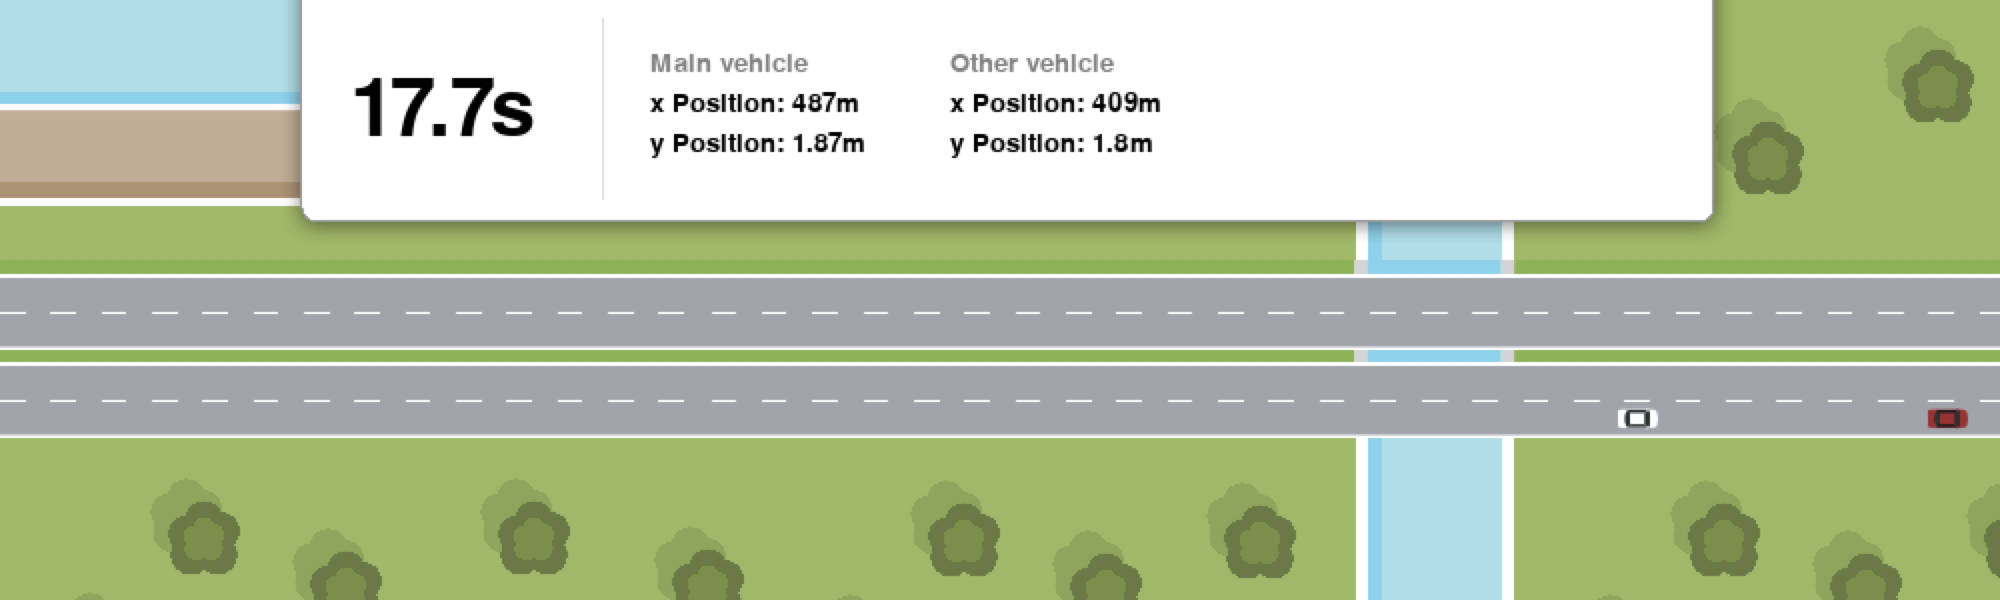 17.7s
Main vehicle
x Position: 487m
y Position: 1.87m
Other vehicle
x Position: 409m
y Position: 1.8m